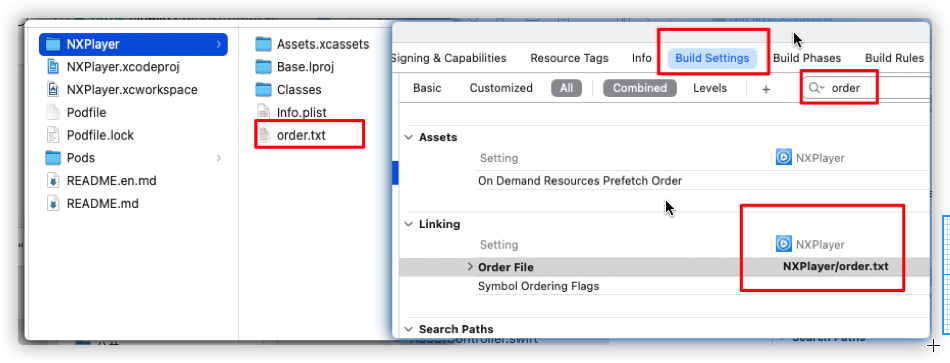 NXPlayer
NXPlayer.xcodeproj
NXPlayer.xcworkspace
Podfile
Podfile.lock
Pods
README.en.md
README.md
Assets.xcassets
Base.lproj
Classes
Info.plist
order.txt
Signing & Capabilities Resource Tags Info Build Settings Build Phases Build Rules
Basic Customized All Combined Levels + order
Assets
Setting NXPlayer
On Demand Resources Prefetch Order
Linking
Setting NXPlayer
Order File NXPlayer/order.txt
Symbol Ordering Flags
Search Paths